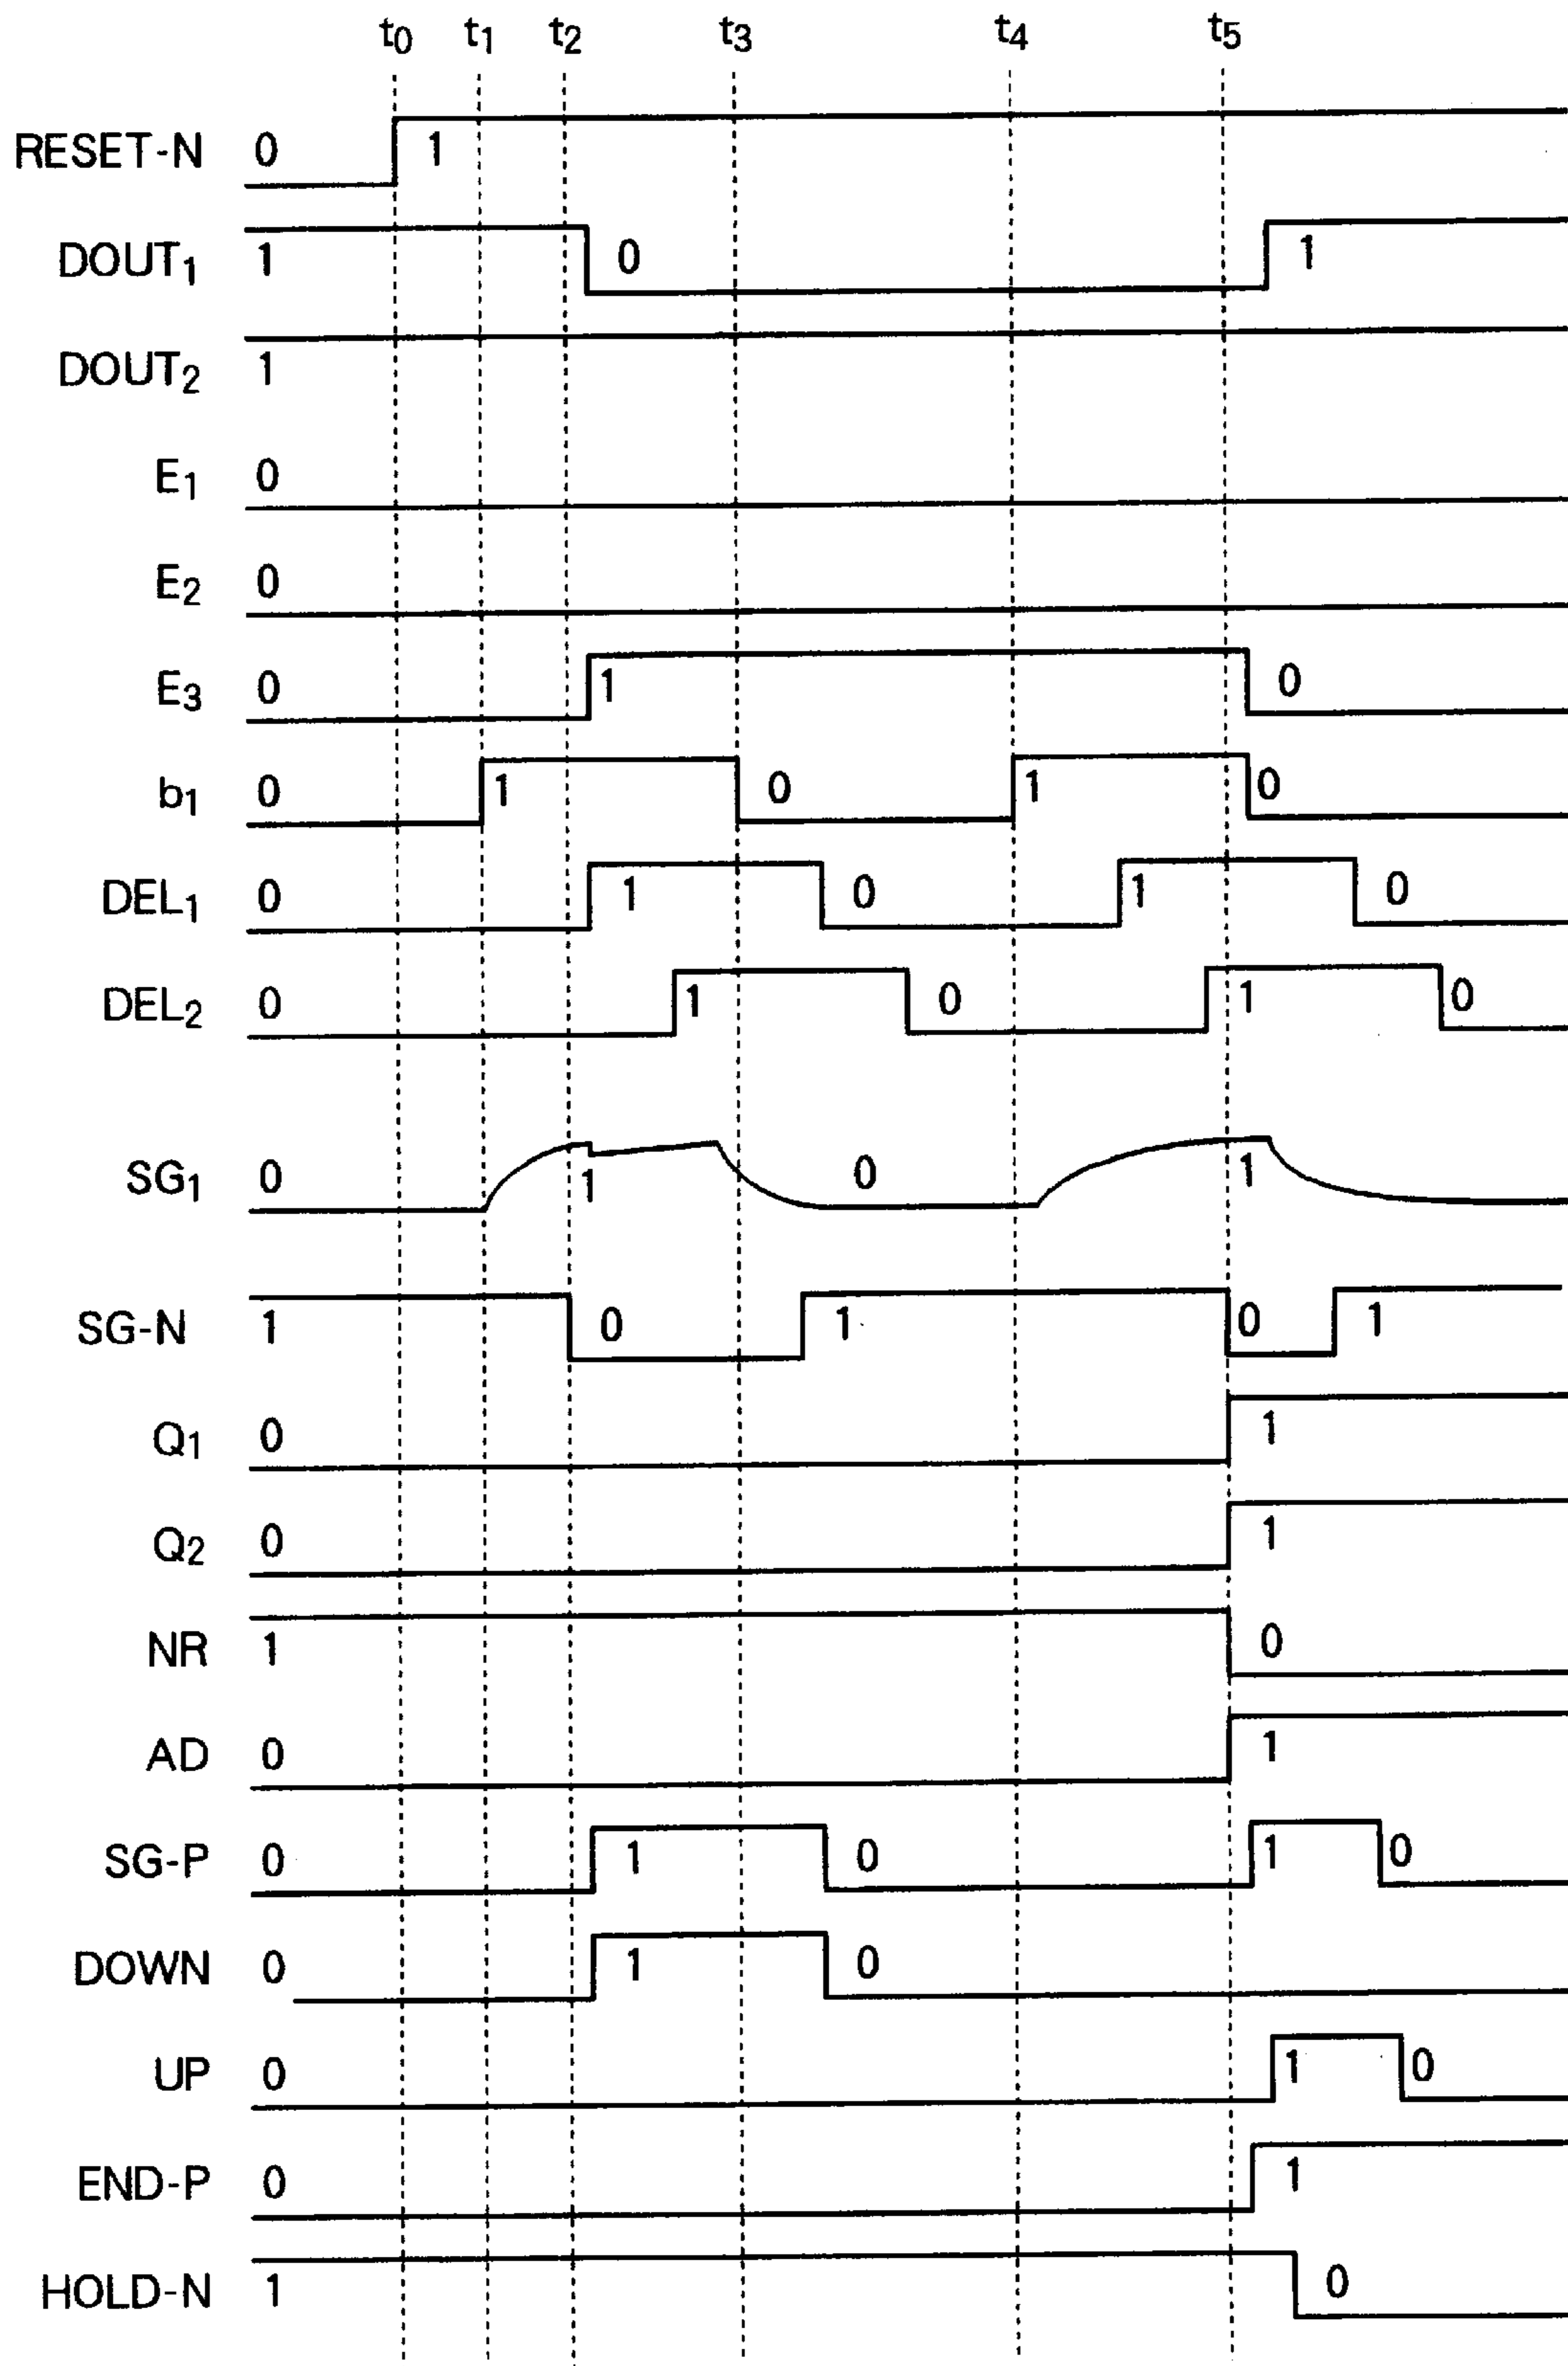 t0 t1 t2 t3 t4 t5
RESET-N 0 1
DOUT1 1 0 1
DOUT2 1
E1 0
E2 0
E3 0 1 0
b1 0 1 0 1 0
DEL1 0 1 0 1 0
DEL2 0 1 0 1 0
SG1 0 1 0 1
SG-N 1 0 1 0 1
Q1 0 1
Q2 0 1
NR 1 0
AD 0 1
SG-P 0 1 0 1 0
DOWN 0 1 0
UP 0 1 0
END-P 0 1
HOLD-N 1 0